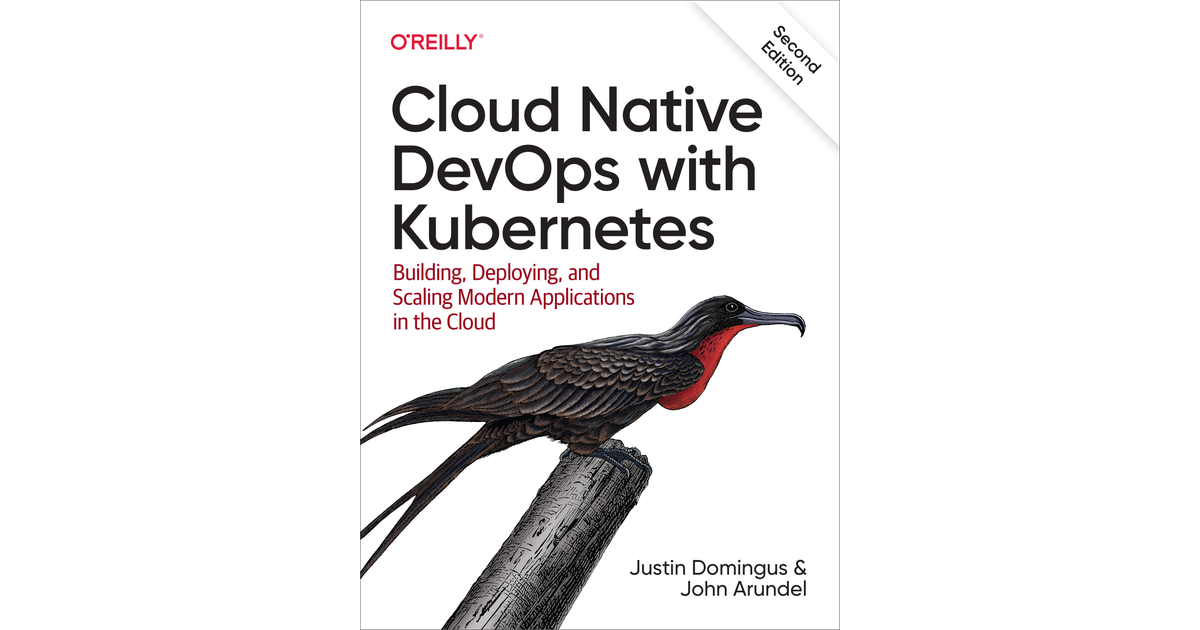 O'REILLY®
Second
Edition
Cloud Native
DevOps with
Kubernetes
Building, Deploying, and
Scaling Modern Applications
in the Cloud
Justin Domingus &
John Arundel